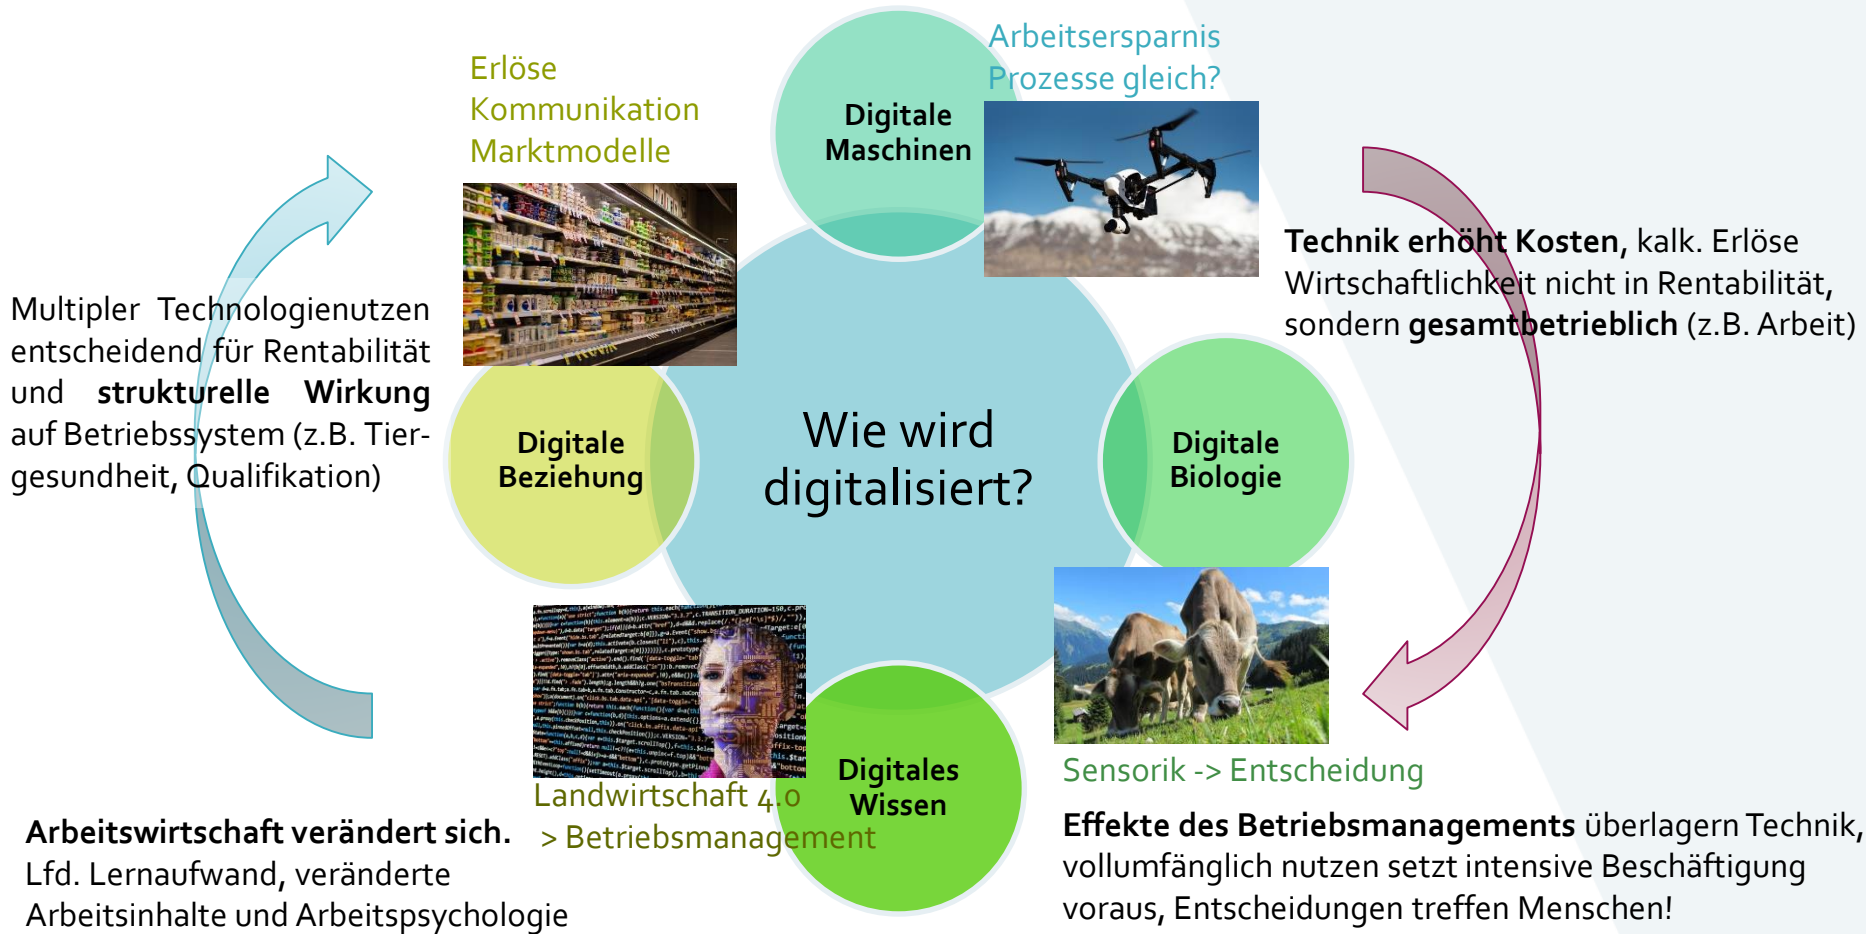 Arbeitsersparnis
Prozesse gleich?
Erlöse
Kommunikation
Marktmodelle
Digitale
Maschinen
Technik erhöht Kosten, kalk. Erlöse
Wirtschaftlichkeit nicht in Rentabilität,
sondern gesamtbetrieblich (z.B. Arbeit)
Multipler Technologienutzen
entscheidend für Rentabilität
und strukturelle Wirkung
auf Betriebssystem (z.B. Tier-
gesundheit, Qualifikation)
Digitale
Beziehung
Wie wird
digitalisiert?
Digitale
Biologie
Digitales
Wissen
Sensorik -> Entscheidung
Landwirtschaft 4.0
> Betriebsmanagement
Arbeitswirtschaft verändert sich.
Lfd. Lernaufwand, veränderte
Arbeitsinhalte und Arbeitspsychologie
Effekte des Betriebsmanagements überlagern Technik,
vollumfänglich nutzen setzt intensive Beschäftigung
voraus, Entscheidungen treffen Menschen!